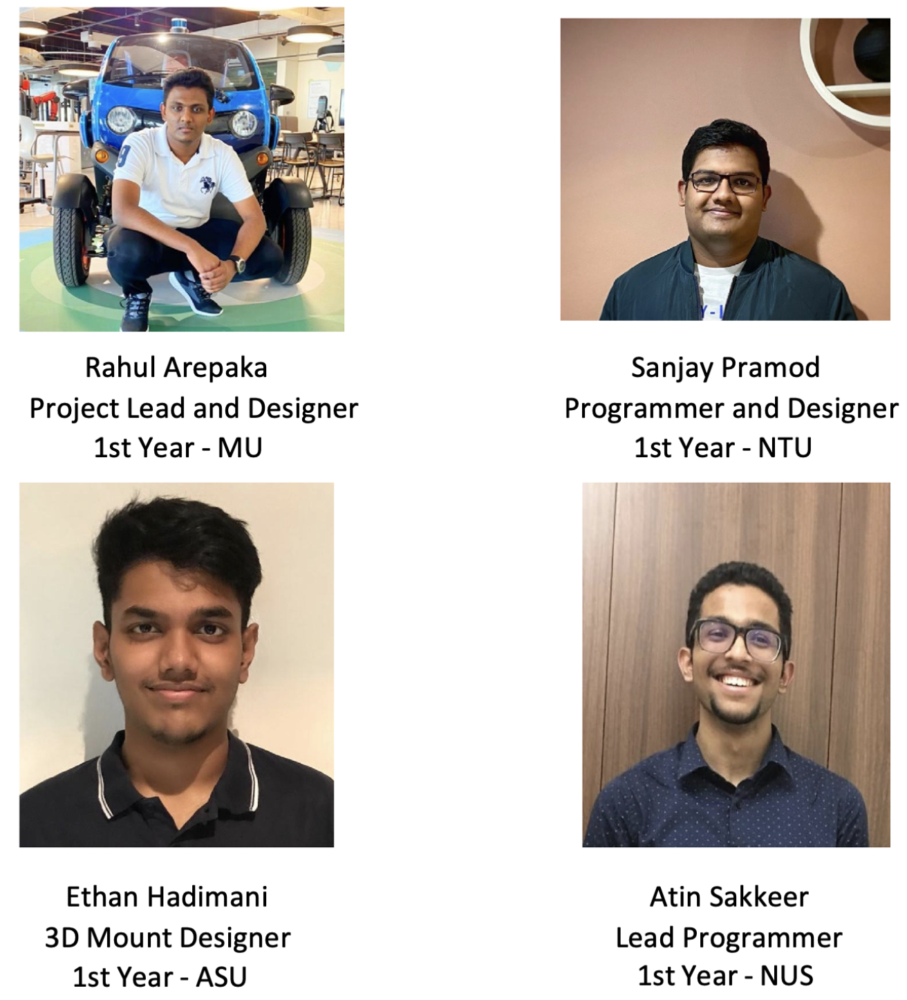 Rahul Arepaka
Project Lead and Designer
1st Year - MU
Sanjay Pramod
Programmer and Designer
1st Year - NTU
Ethan Hadimani
3D Mount Designer
1st Year - ASU
Atin Sakkeer
Lead Programmer
1st Year - NUS